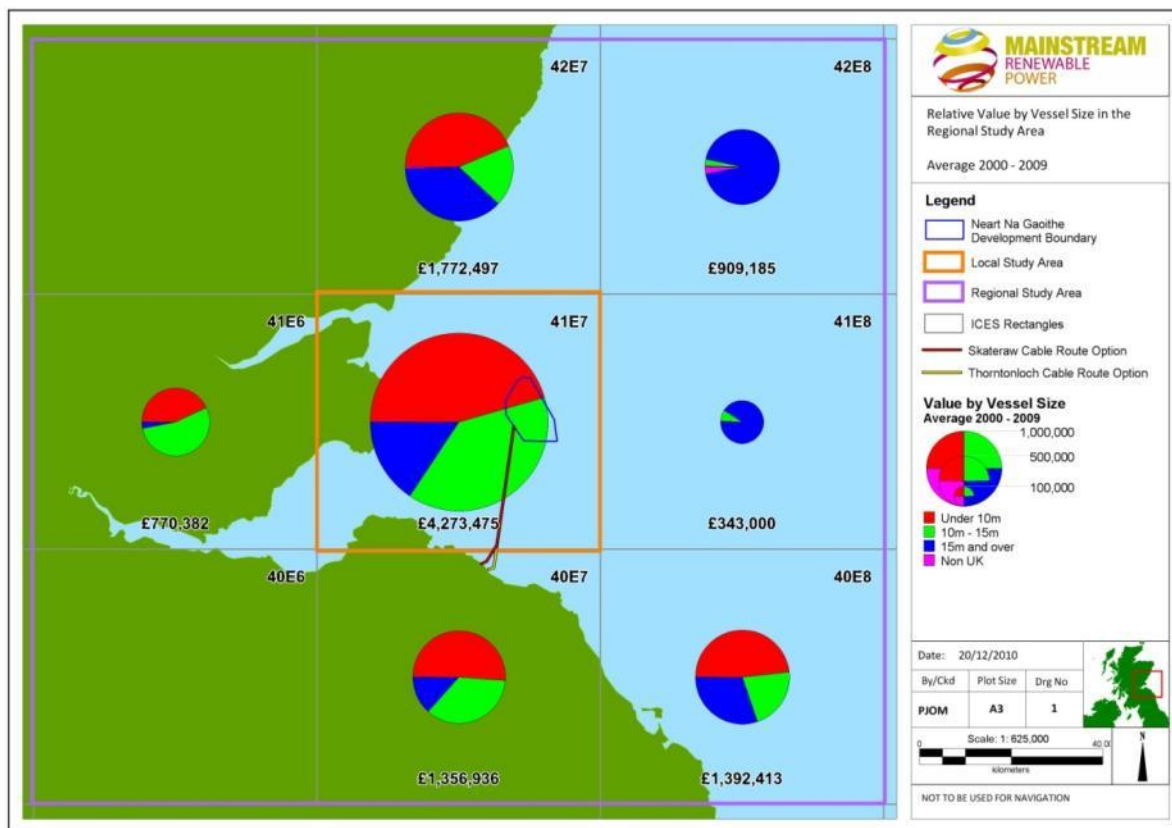 42E7
42E8
£1,772,497
£909,185
41E6
41E7
41E8
£770,382
£4,273,475
£343,000
40E6
40E7
40E8
£1,356,936
£1,392,413
MAINSTREAM
RENEWABLE
POWER
Relative Value by Vessel Size in the
Regional Study Area
Average 2000 - 2009
Legend
Neart Na Gaoithe
Development Boundary
Local Study Area
Regional Study Area
ICES Rectangles
Skateraw Cable Route Option
Thorntonloch Cable Route Option
Value by Vessel Size
Average 2000 - 2009
1,000,000
500,000
100,000
Under 10m
10m - 15m
15m and over
Non UK
Date: 20/12/2010
By/Ckd Plot Size Drg No
PJOM A3 1
Scale: 1: 625,000
0
kilometers
N
NOT TO BE USED FOR NAVIGATION